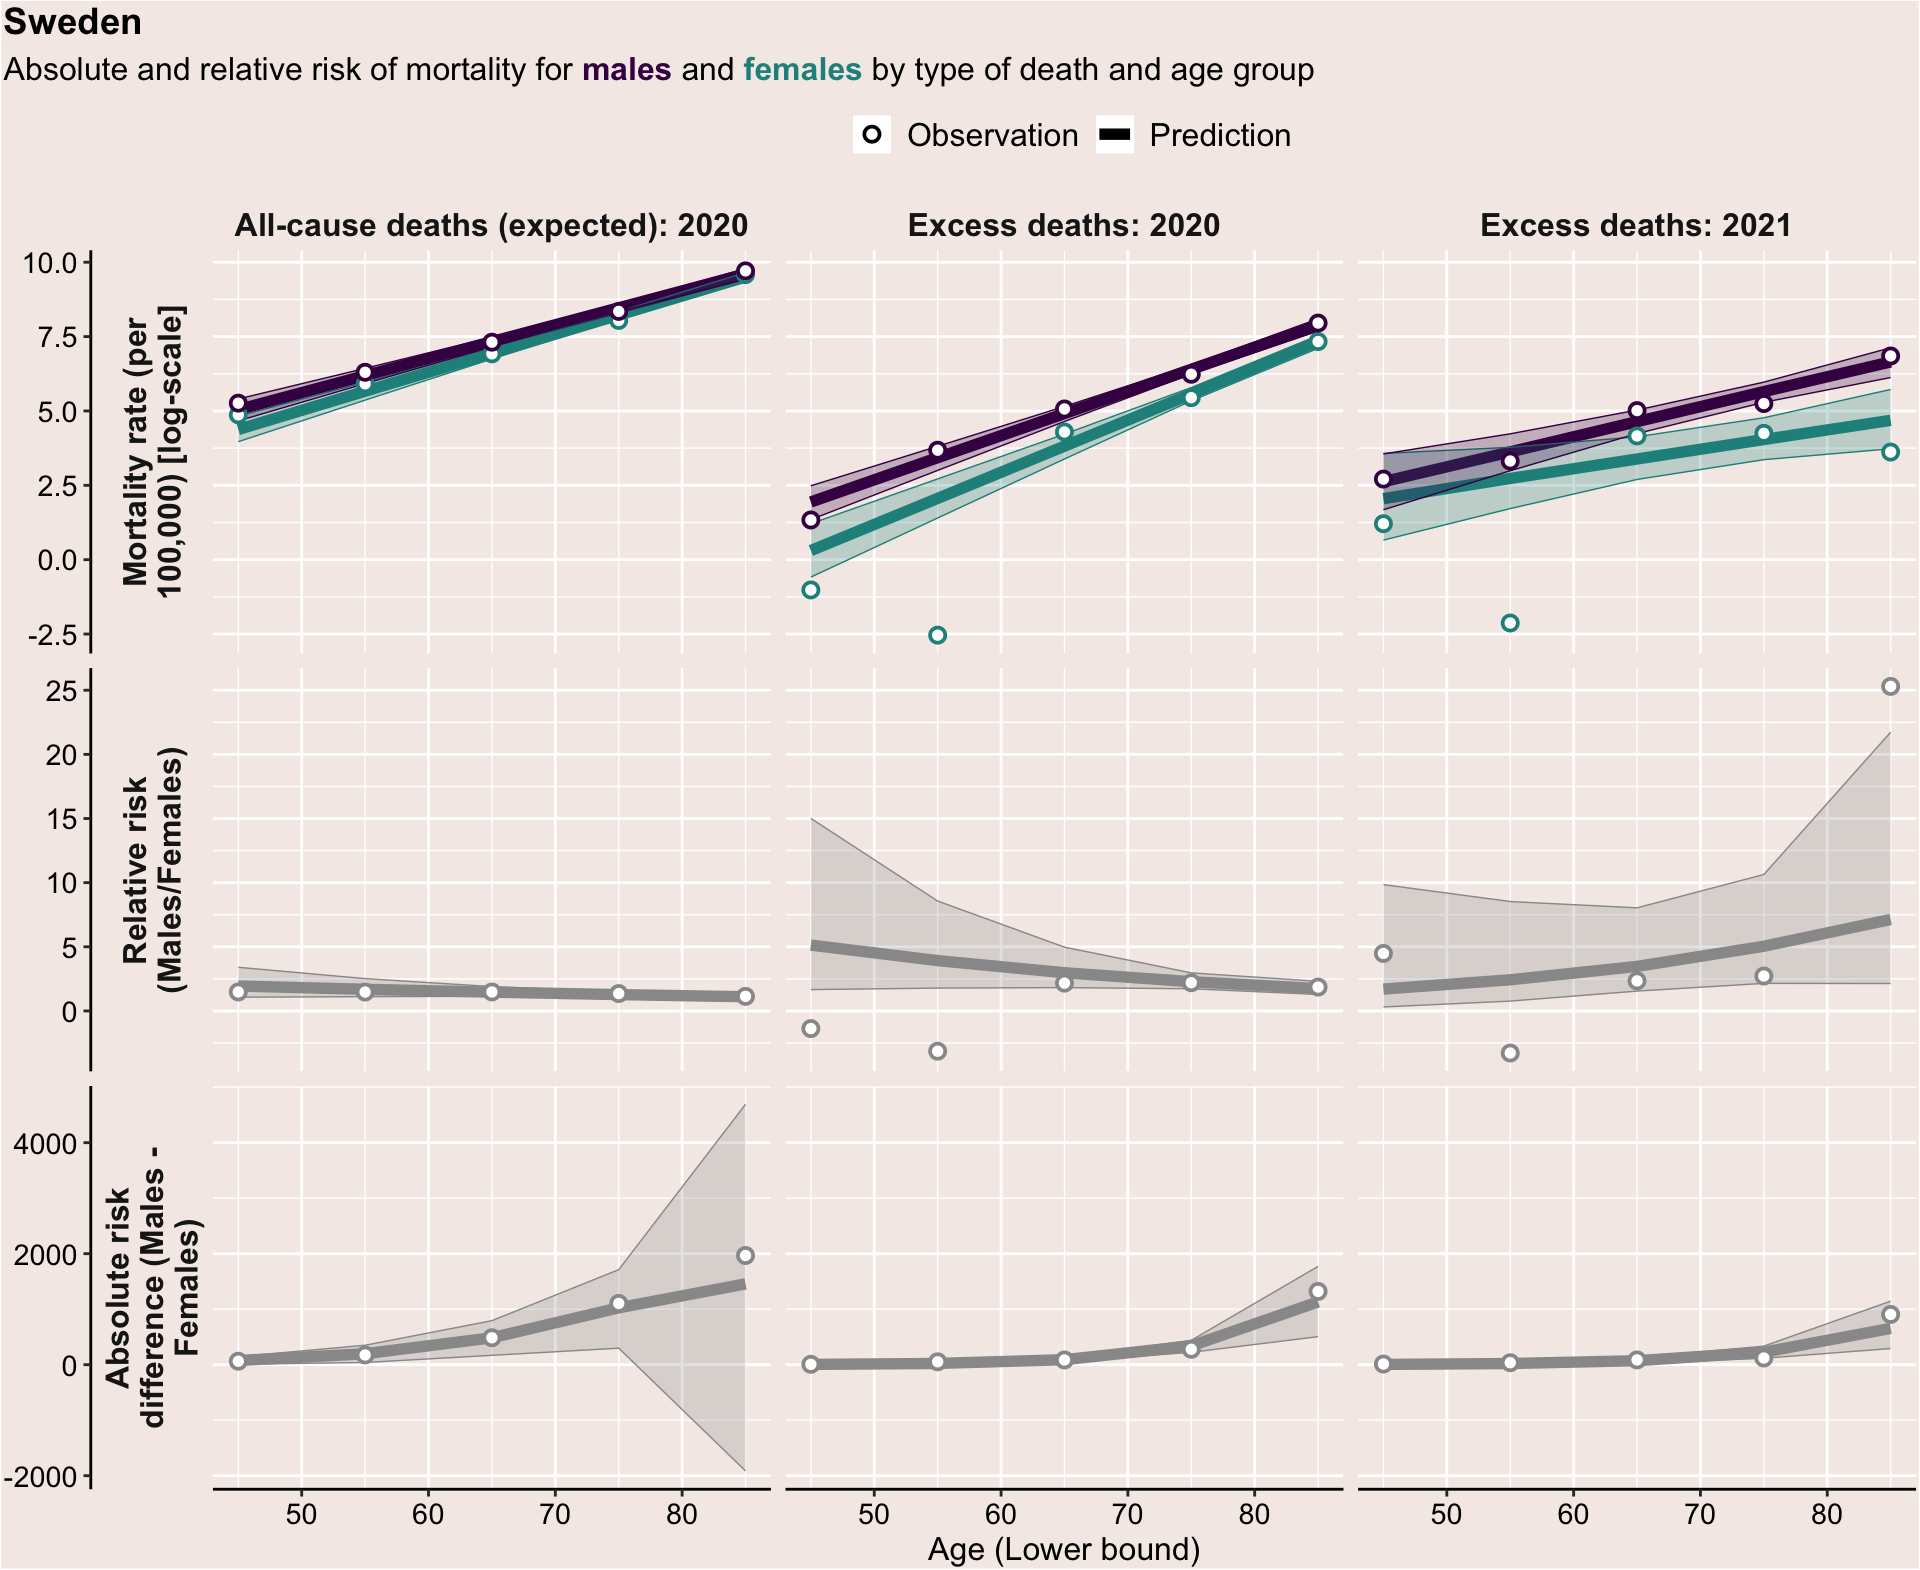 Sweden
Absolute and relative risk of mortality for males and females by type of death and age group
Observation Prediction
All-cause deaths (expected): 2020 Excess deaths: 2020 Excess deaths: 2021
Mortality rate (per
100,000) [log-scale]
10.0
7.5
5.0
2.5
0.0
-2.5
Relative risk
(Males/Females)
25
20
15
10
5
0
Absolute risk
difference (Males -
Females)
4000
2000
0
-2000
50 60 70 80 50 60 70 80 50 60 70 80
Age (Lower bound)